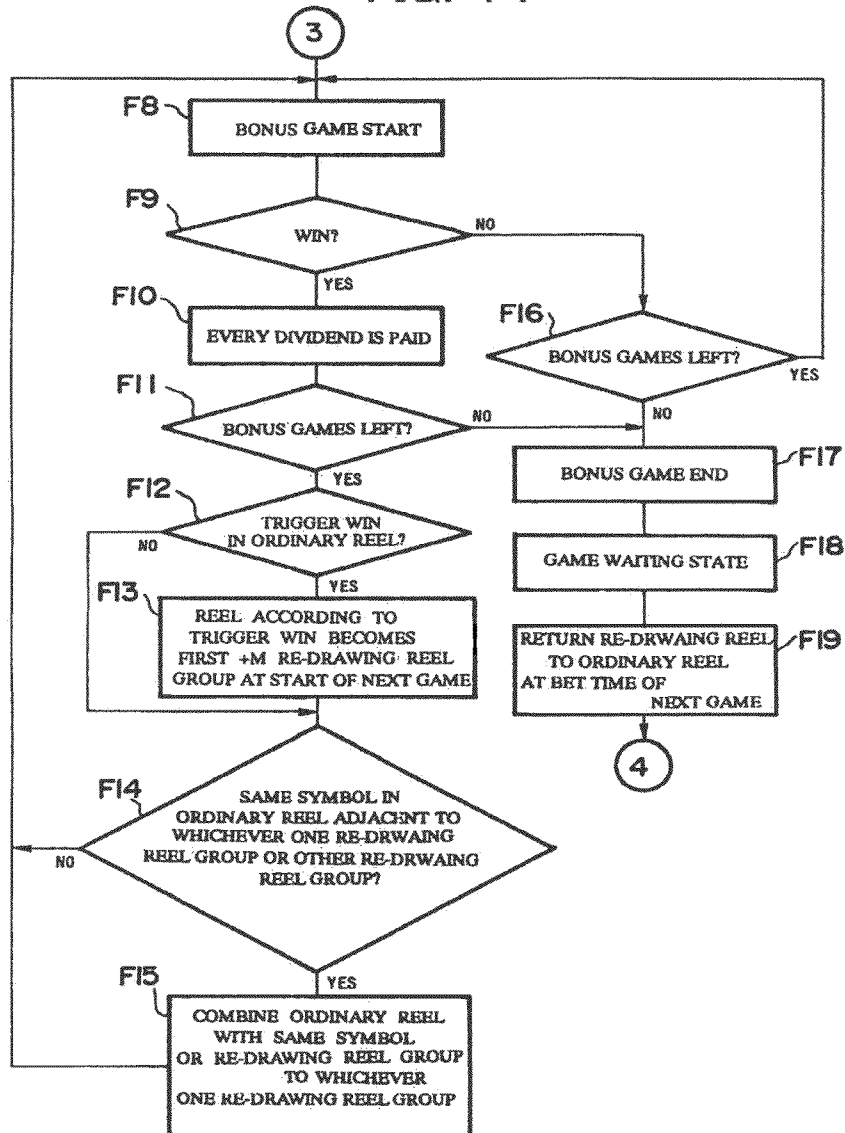 3
F8
BONUS GAME START
F9
WIN?
NO
YES
F10
EVERY DIVIDEND IS PAID
F16
BONUS GAMES LEFT?
YES
NO
F11
BONUS GAMES LEFT?
NO
YES
BONUS GAME END
F17
F12
TRIGGER WIN
IN ORDINARY REEL?
NO
YES
GAME WAITING STATE
F18
F13
REEL ACCORDING TO
TRIGGER WIN BECOMES
FIRST +M RE-DRAWING REEL
GROUP AT START OF NEXT GAME
RETURN RE-DRWAING REEL
TO ORDINARY REEL
AT BET TIME OF
NEXT GAME
F19
4
F14
SAME SYMBOL IN
ORDINARY REEL ADJACENT TO
WHICHEVER ONE RE-DRWAING
REEL GROUP OR OTHER RE-DRWAING
REEL GROUP?
NO
YES
F15
COMBINE ORDINARY REEL
WITH SAME SYMBOL
OR RE-DRAWING REEL GROUP
TO WHICHEVER
ONE RE-DRAWING REEL GROUP